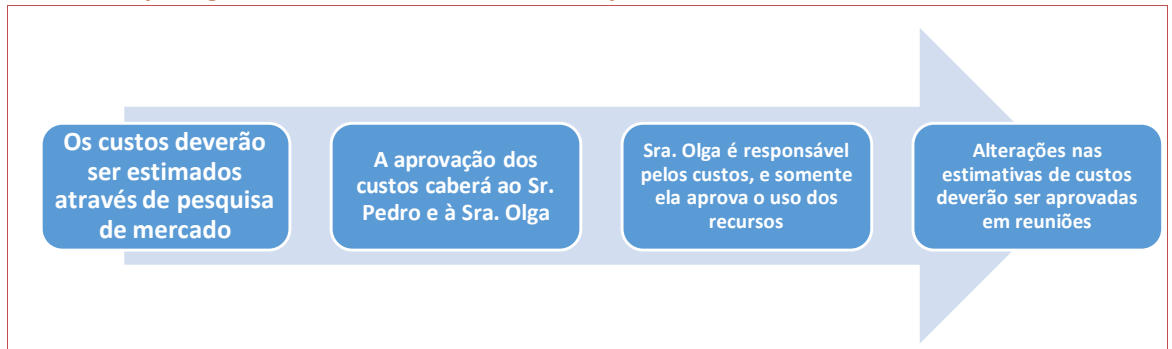 Os custos deverão
ser estimados
através de pesquisa
de mercado
A aprovação dos
custos caberá ao Sr.
Pedro e à Sra. Olga
Sra. Olga é responsável
pelos custos, e somente
ela aprova o uso dos
recursos
Alterações nas
estimativas de custos
deverão ser aprovadas
em reuniões